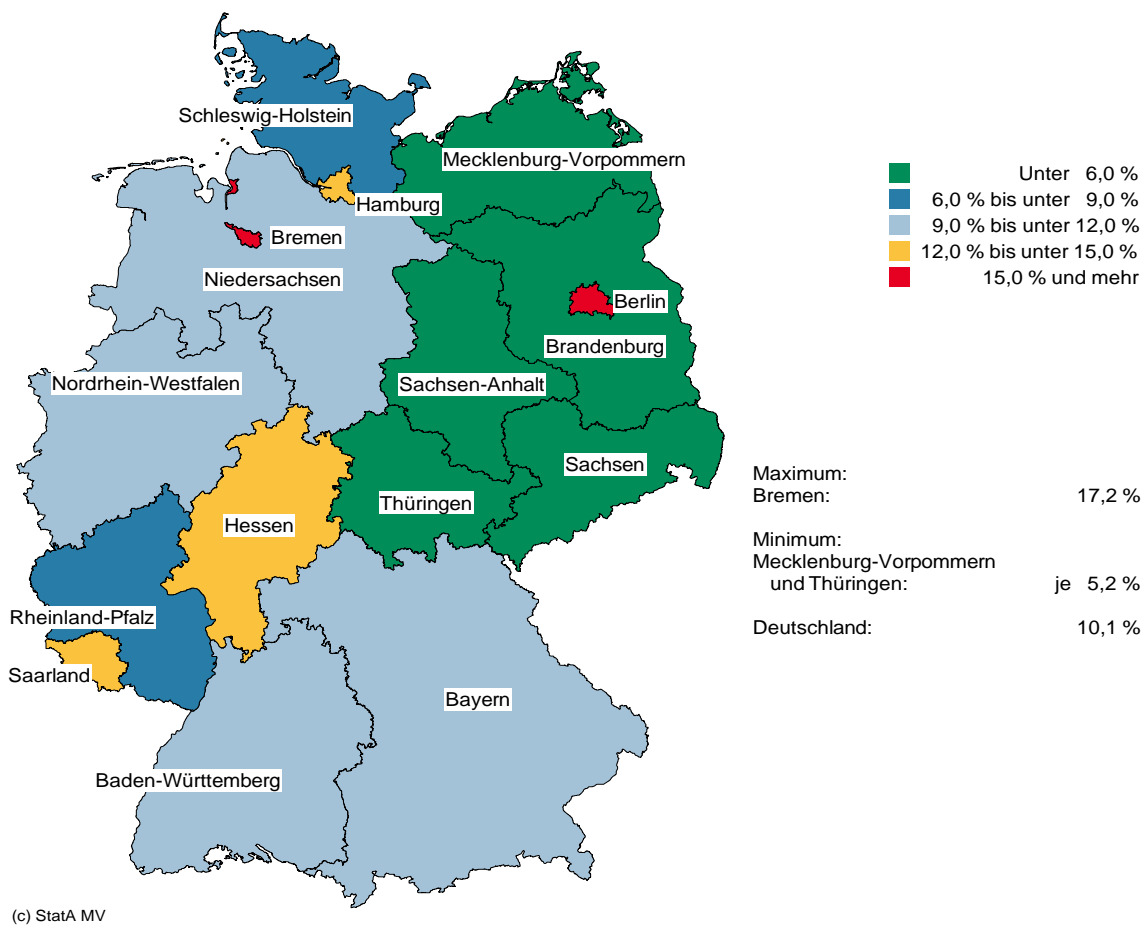 Schleswig-Holstein
Mecklenburg-Vorpommern
Hamburg
Bremen
Niedersachsen
Berlin
Brandenburg
Nordrhein-Westfalen
Sachsen-Anhalt
Sachsen
Thüringen
Hessen
Rheinland-Pfalz
Saarland
Bayern
Baden-Württemberg
Unter 6,0 %
6,0 % bis unter 9,0 %
9,0 % bis unter 12,0 %
12,0 % bis unter 15,0 %
15,0 % und mehr
Maximum:
Bremen: 17,2 %
Minimum:
Mecklenburg-Vorpommern
und Thüringen: je 5,2 %
Deutschland: 10,1 %
(c) StatA MV